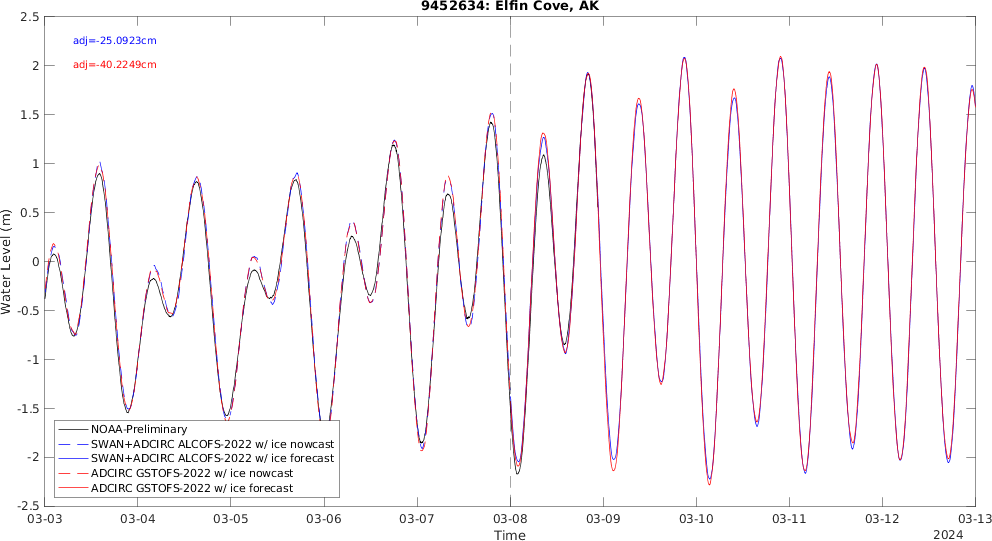 9452634: Elfin Cove, AK
adj=-25.0923cm
adj=-40.2249cm
Water Level (m)
2.5
2
1.5
1
0.5
0
-0.5
-1
-1.5
-2
-2.5
NOAA-Preliminary
SWAN+ADCIRC ALCOFS-2022 w/ ice nowcast
SWAN+ADCIRC ALCOFS-2022 w/ ice forecast
ADCIRC GSTOFS-2022 w/ ice nowcast
ADCIRC GSTOFS-2022 w/ ice forecast
03-03 03-04 03-05 03-06 03-07 03-08 03-09 03-10 03-11 03-12 03-13
Time
2024